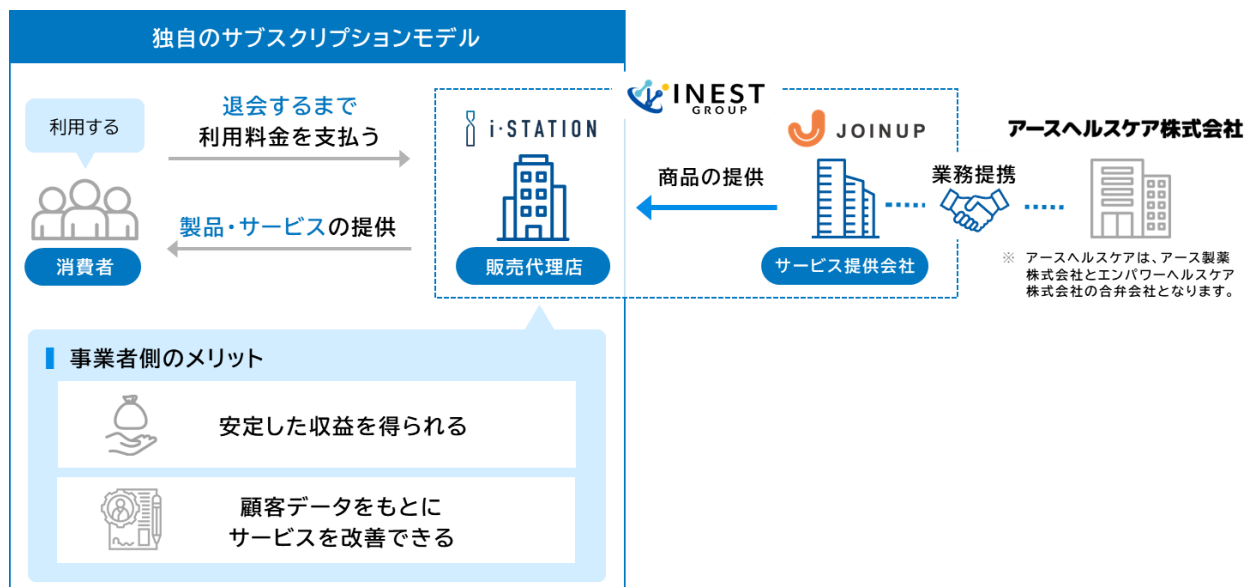 独自のサブスクリプションモデル
利用する
退会するまで
利用料金を支払う
製品・サービスの提供
消費者
i·STATION
販売代理店
INEST
GROUP
商品の提供
JOINUP
サービス提供会社
業務提携
アースヘルスケア株式会社
※ アースヘルスケアは、アース製薬
株式会社とエンパワーヘルスケア
株式会社の合弁会社となります。
事業者側のメリット
安定した収益を得られる
顧客データをもとに
サービスを改善できる